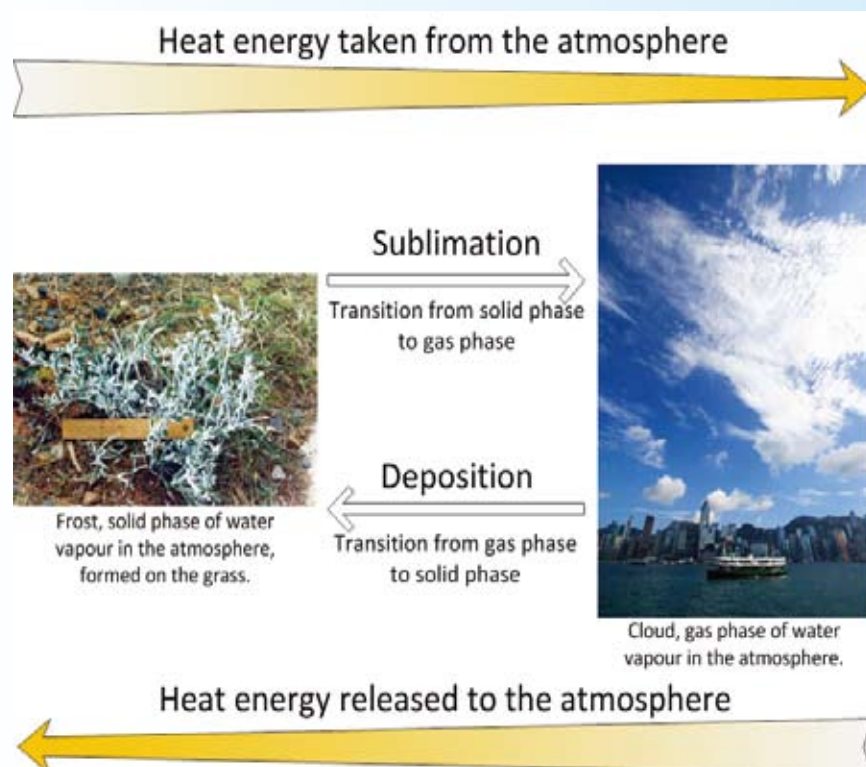 Heat energy taken from the atmosphere
Sublimation
Transition from solid phase
to gas phase
Deposition
Transition from gas phase
to solid phase
Frost, solid phase of water
vapour in the atmosphere,
formed on the grass.
Cloud, gas phase of water
vapour in the atmosphere.
Heat energy released to the atmosphere